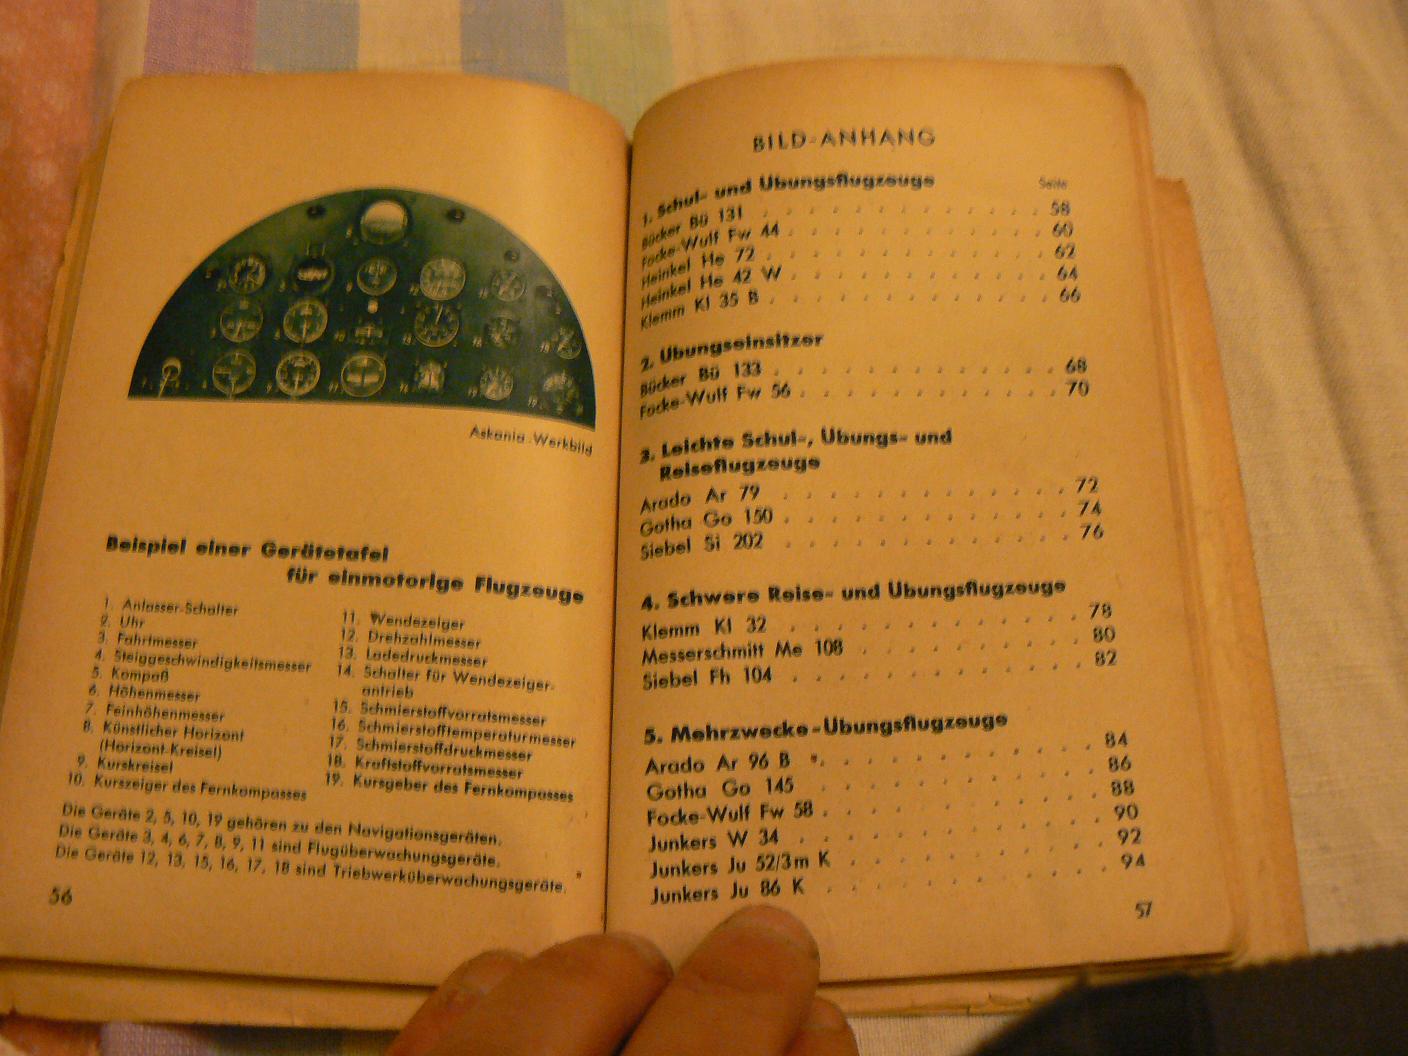 Askania-Werkbild
Beispiel einer Gerätetafel
für einmotorige Flugzeuge
1. Anlasser-Schalter
2. Uhr
3. Fahrtmesser
4. Steiggeschwindigkeitsmesser
5. Kompaß
6. Höhenmesser
7. Feinhöhenmesser
8. Künstlicher Horizont
(Horizont-Kreisel)
9. Kurskreisel
10. Kurszeiger des Fernkompasses
11. Wendezeiger
12. Drehzahlmesser
13. Ladedruckmesser
14. Schalter für Wendezeiger-
antrieb
15. Schmierstoffvorratsmesser
16. Schmierstofftemperaturmesser
17. Schmierstoffdruckmesser
18. Kraftstoffvorratsmesser
19. Kursgeber des Fernkompasses
Die Geräte 2, 5, 10, 19 gehören zu den Navigationsgeräten.
Die Geräte 3, 4, 6, 7, 8, 9, 11 sind Flugüberwachungsgeräte.
Die Geräte 12, 13, 15, 16, 17, 18 sind Triebwerküberwachungsgeräte.
56
BILD-ANHANG
Seite
1. Schul- und Übungsflugzeuge
Bücker Bü 131 . . . . . . . . . . . . 58
Focke-Wulf Fw 44 . . . . . . . . . . . . 60
Heinkel He 72 . . . . . . . . . . . . 62
Heinkel He 42 W . . . . . . . . . . . . 64
Klemm Kl 35 B . . . . . . . . . . . . 66
2. Übungseinsitzer
Bücker Bü 133 . . . . . . . . . . . . 68
Focke-Wulf Fw 56 . . . . . . . . . . . . 70
3. Leichte Schul-, Übungs- und
Reiseflugzeuge
Arado Ar 79 . . . . . . . . . . . . 72
Gotha Go 150 . . . . . . . . . . . . 74
Siebel Si 202 . . . . . . . . . . . . 76
4. Schwere Reise- und Übungsflugzeuge
Klemm Kl 32 . . . . . . . . . . . . 78
Messerschmitt Me 108 . . . . . . . . . . 80
Siebel Fh 104 . . . . . . . . . . . . 82
5. Mehrzwecke-Übungsflugzeuge
Arado Ar 96 B . . . . . . . . . . . . 84
Gotha Go 145 . . . . . . . . . . . . 86
Focke-Wulf Fw 58 . . . . . . . . . . . . 88
Junkers W 34 . . . . . . . . . . . . 90
Junkers Ju 52/3m K . . . . . . . . . . 92
Junkers Ju 86 K . . . . . . . . . . . . 94
57